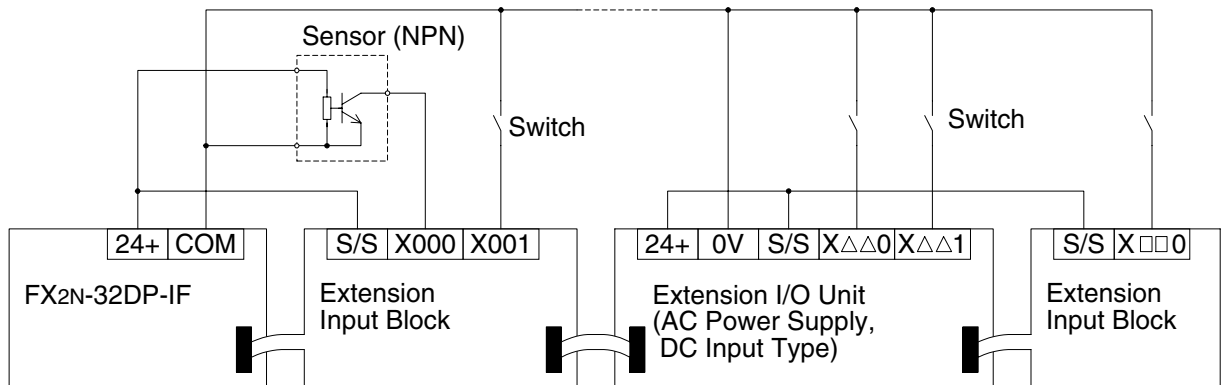 Sensor (NPN)
Switch
Switch
24+ COM
S/S X000 X001
24+ 0V S/S X△△0 X△△1
S/S X□□0
FX2N-32DP-IF
Extension
Input Block
Extension I/O Unit
(AC Power Supply,
DC Input Type)
Extension
Input Block